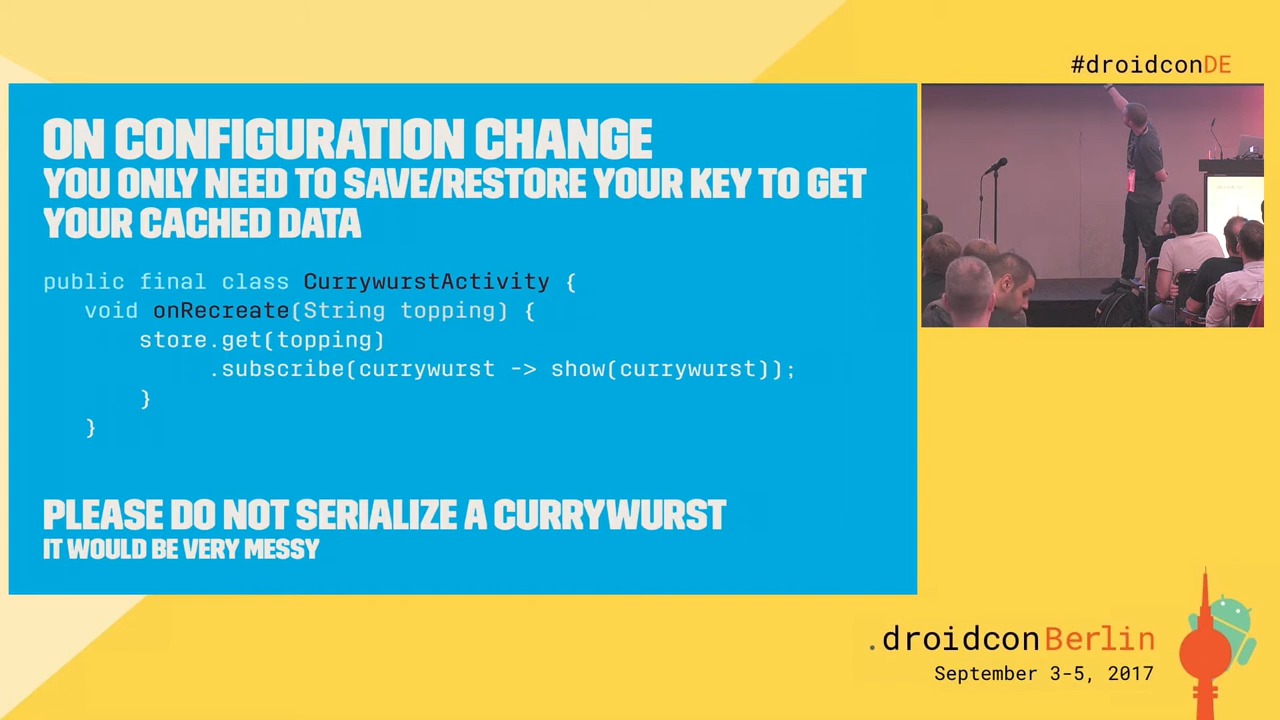 #droidconDE
ON CONFIGURATION CHANGE
YOU ONLY NEED TO SAVE/RESTORE YOUR KEY TO GET
YOUR CACHED DATA
public final class CurrywurstActivity {
void onRecreate(String topping) {
store.get(topping)
.subscribe(currywurst -> show(currywurst));
}
}
PLEASE DO NOT SERIALIZE A CURRYWURST
IT WOULD BE VERY MESSY
.droidconBerlin
September 3-5, 2017